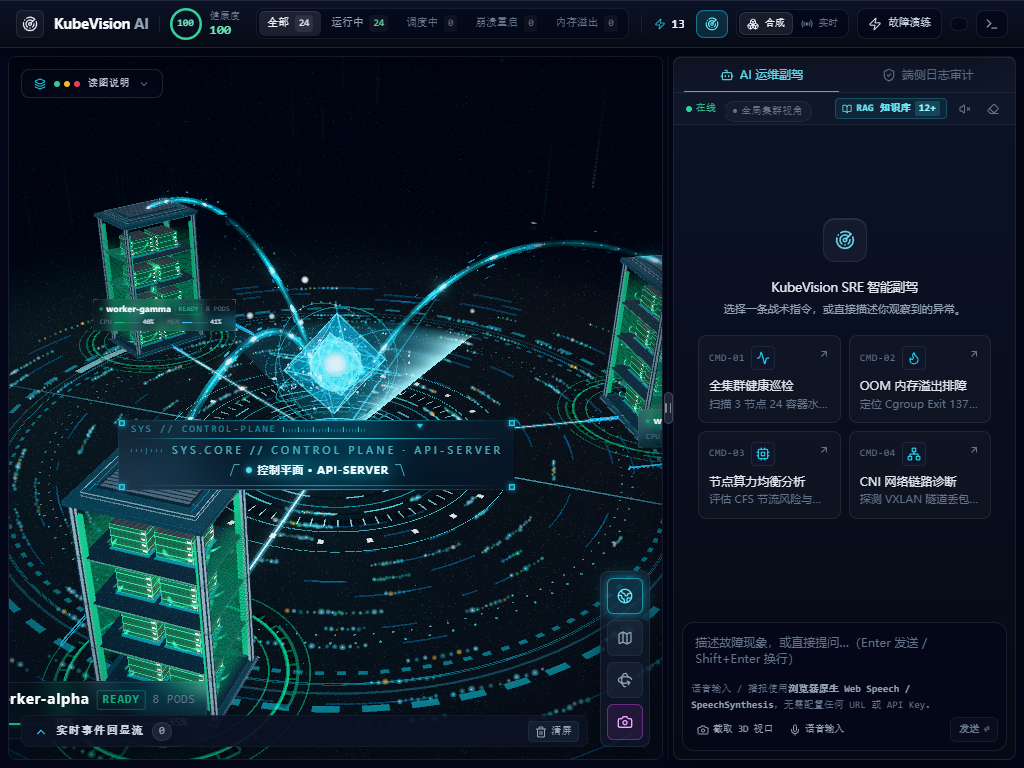 KubeVision AI
100
健康度
100
全部 24
运行中 24
调度中 0
崩溃重启 0
内存溢出 0
13
合成
实时
故障演练
读图说明
worker-gamma READY 8 PODS
CPU 40% MEM 41%
SYS // CONTROL-PLANE
SYS.CORE // CONTROL PLANE · API-SERVER
控制平面 • API-SERVER
CPU
rker-alpha READY 8 PODS
实时事件回显流 0
清屏
AI 运维副驾
端侧日志审计
在线
全局集群视角
RAG 知识库 12+
KubeVision SRE 智能副驾
选择一条战术指令，或直接描述你观察到的异常。
CMD-01
全集群健康巡检
扫描 3 节点 24 容器水...
CMD-02
OOM 内存溢出排障
定位 Cgroup Exit 137...
CMD-03
节点算力均衡分析
评估 CFS 节流风险与...
CMD-04
CNI 网络链路诊断
探测 VXLAN 隧道丢包...
描述故障现象，或直接提问...（Enter 发送 /
Shift+Enter 换行）
语音输入 / 播报使用浏览器原生 Web Speech /
SpeechSynthesis，无需配置任何 URL 或 API Key.
截取 3D 视口
语音输入
发送